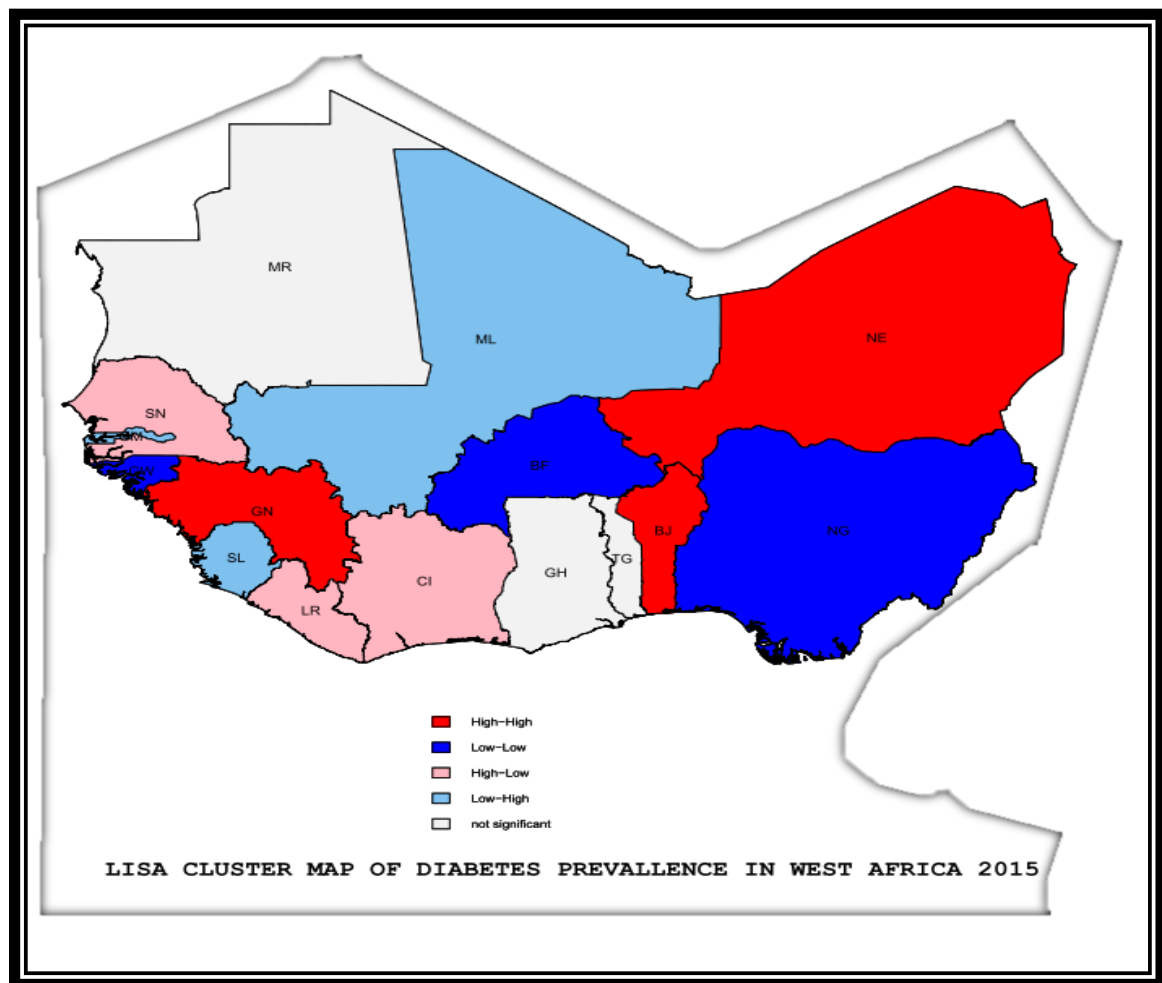 MR
ML
NE
SN
GM
GW
BF
GN
SL
BJ
NG
TG
GH
CI
LR
High-High
Low-Low
High-Low
Low-High
not significant
LISA CLUSTER MAP OF DIABETES PREVALLENCE IN WEST AFRICA 2015